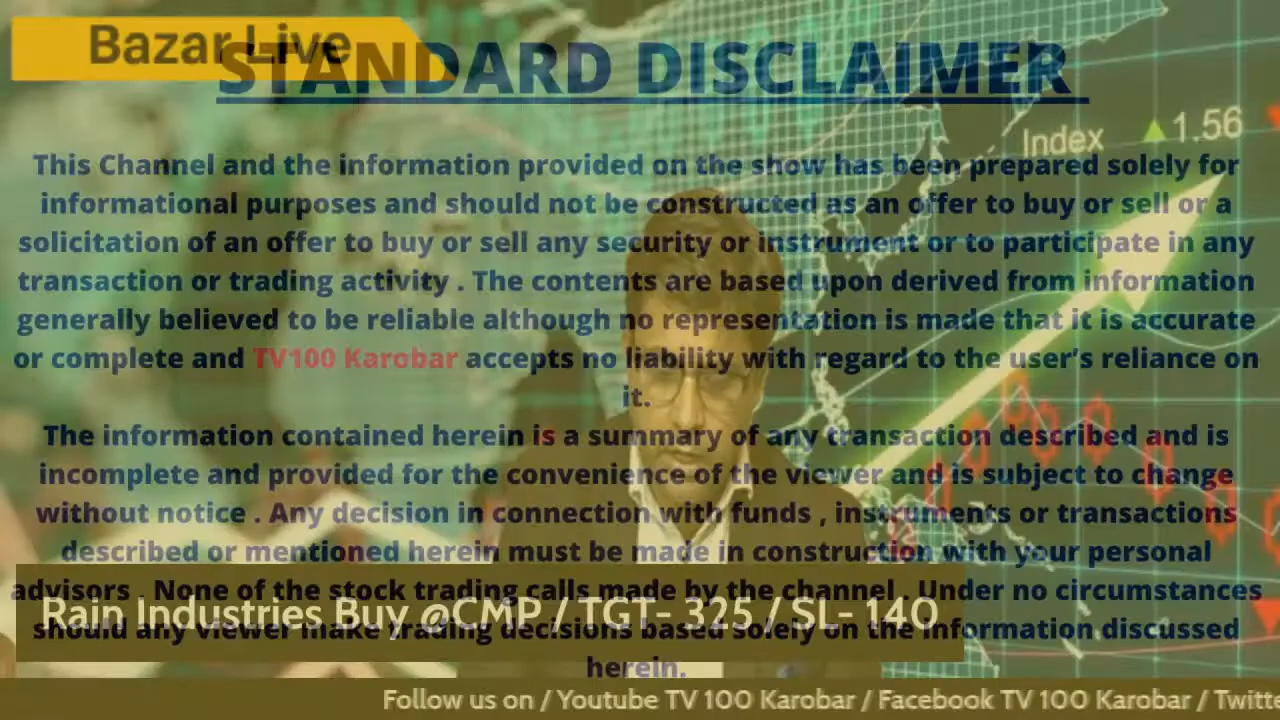 Bazar Live
STANDARD DISCLAIMER
Index ▲1.56
This Channel and the information provided on the show has been prepared solely for
informational purposes and should not be constructed as an offer to buy or sell or a
solicitation of an offer to buy or sell any security or instrument or to participate in any
transaction or trading activity . The contents are based upon derived from information
generally believed to be reliable although no representation is made that it is accurate
or complete and TV100 Karobar accepts no liability with regard to the user’s reliance on
it.
The information contained herein is a summary of any transaction described and is
incomplete and provided for the convenience of the viewer and is subject to change
without notice . Any decision in connection with funds , instruments or transactions
described or mentioned herein must be made in construction with your personal
advisors . None of the stock trading calls made by the channel . Under no circumstances
Rain Industries Buy @CMP / TGT- 325 / SL- 140
should any viewer make trading decisions based solely on the information discussed
herein.
Follow us on / Youtube TV 100 Karobar / Facebook TV 100 Karobar / Twitte